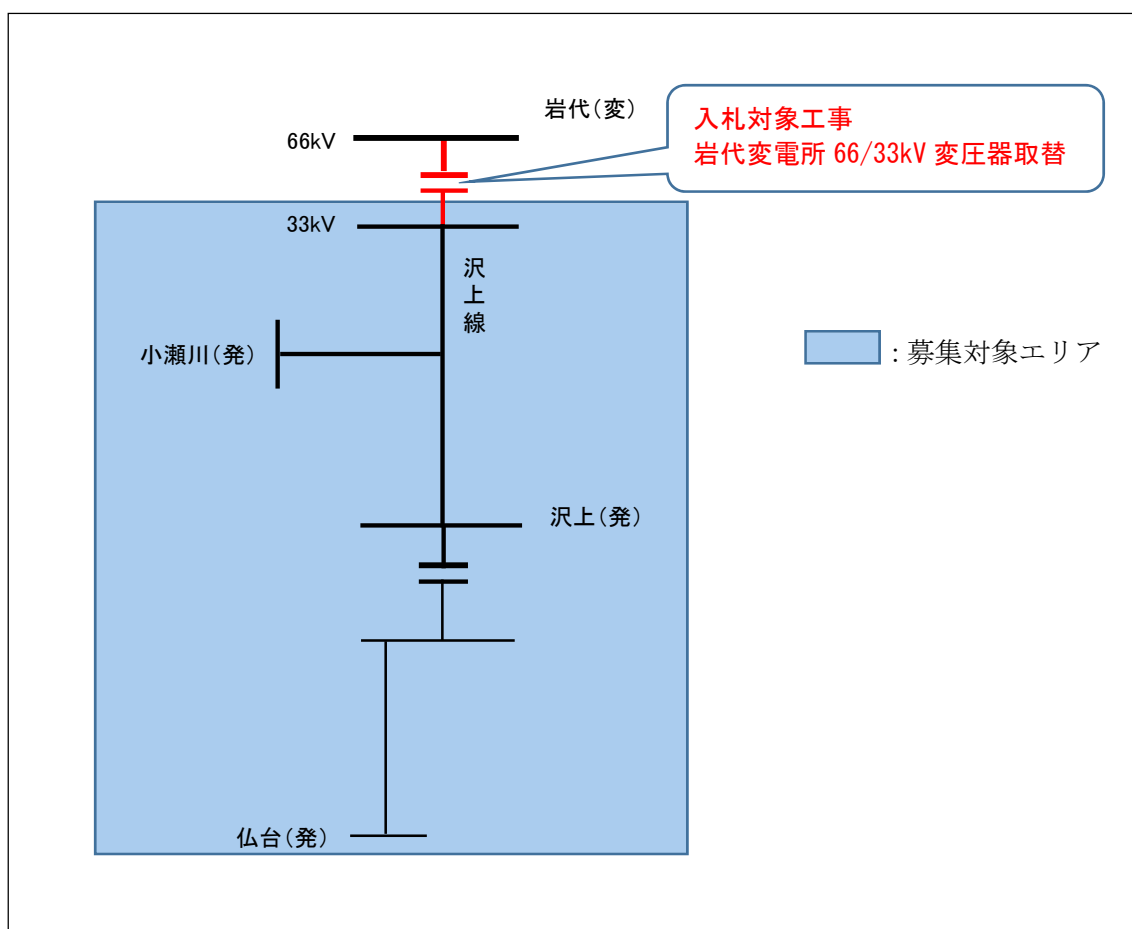 岩代(変)
66kV
入札対象工事
岩代変電所 66/33kV 変圧器取替
33kV
沢上線
小瀬川(発)
:募集対象エリア
沢上(発)
仏台(発)